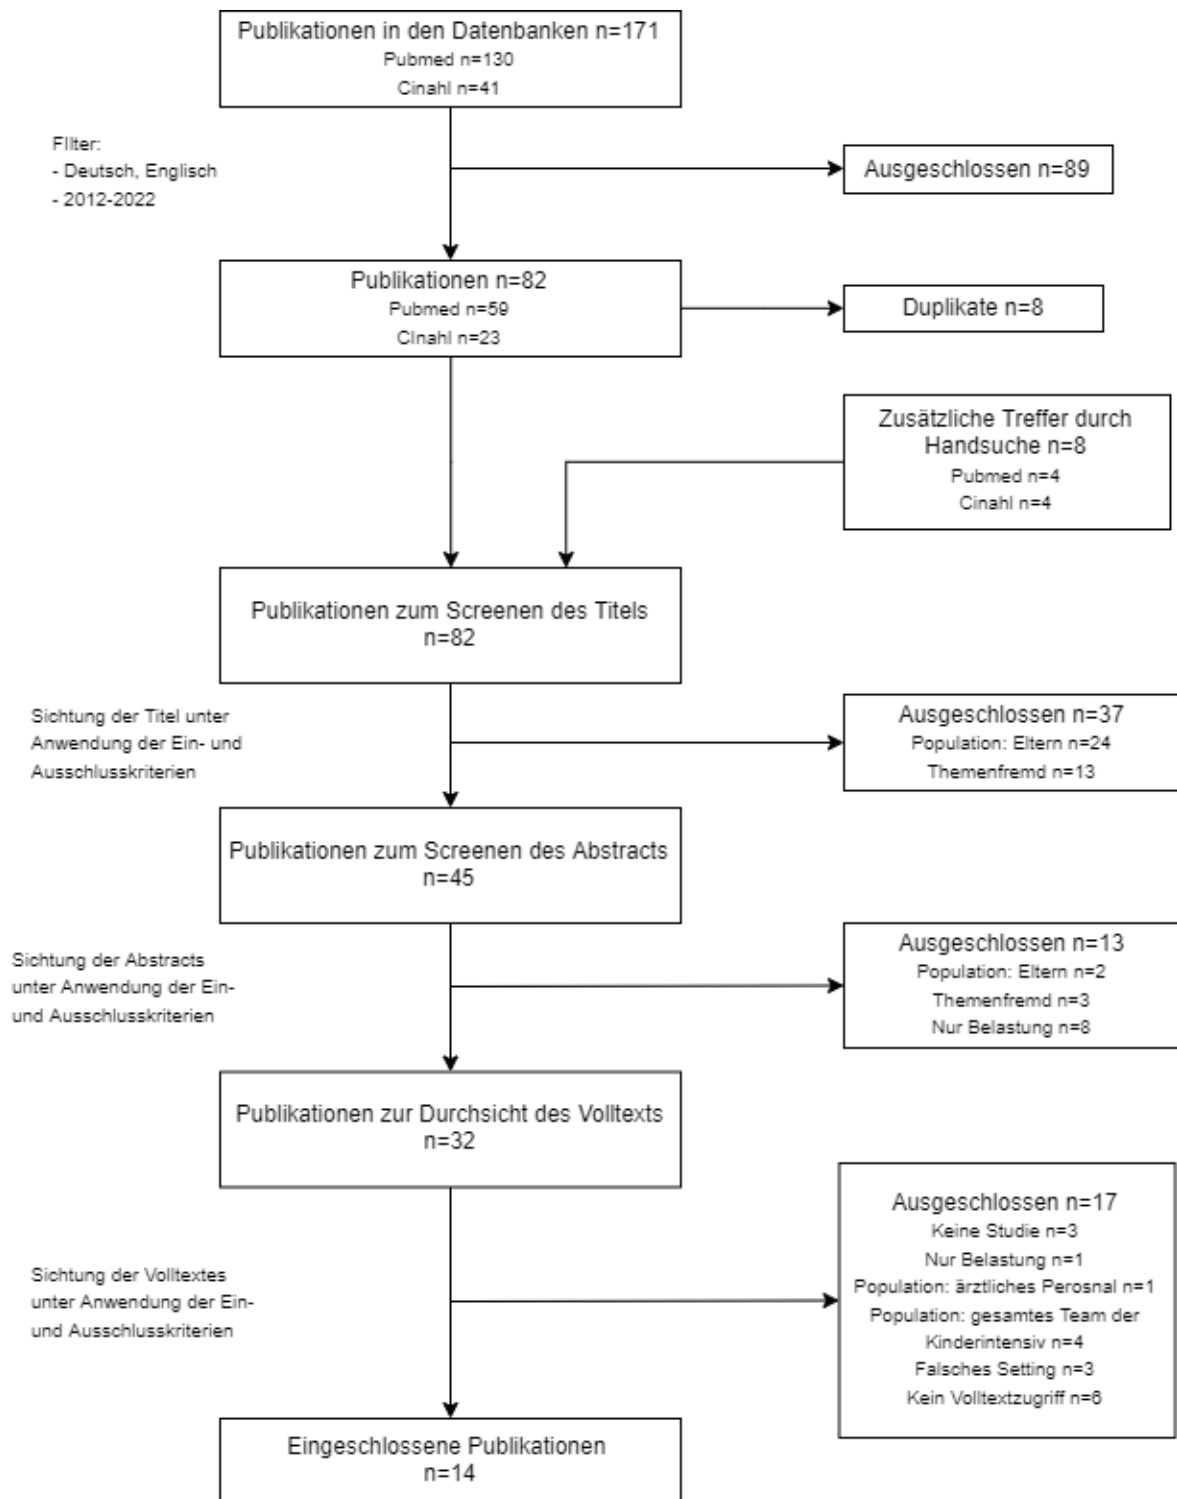 Publikationen in den Datenbanken n=171
Pubmed n=130
Cinahl n=41
Filter:
- Deutsch, Englisch
- 2012-2022
Ausgeschlossen n=89
Publikationen n=82
Pubmed n=59
Cinahl n=23
Duplikate n=8
Zusätzliche Treffer durch
Handsuche n=8
Pubmed n=4
Cinahl n=4
Publikationen zum Screenen des Titels
n=82
Sichtung der Titel unter
Anwendung der Ein- und
Ausschlusskriterien
Ausgeschlossen n=37
Population: Eltern n=24
Themenfremd n=13
Publikationen zum Screenen des Abstracts
n=45
Sichtung der Abstracts
unter Anwendung der Ein-
und Ausschlusskriterien
Ausgeschlossen n=13
Population: Eltern n=2
Themenfremd n=3
Nur Belastung n=8
Publikationen zur Durchsicht des Volltexts
n=32
Sichtung der Volltextes
unter Anwendung der Ein-
und Ausschlusskriterien
Ausgeschlossen n=17
Keine Studie n=3
Nur Belastung n=1
Population: ärztliches Perosnal n=1
Population: gesamtes Team der
Kinderintensiv n=4
Falsches Setting n=3
Kein Volltextzugriff n=6
Eingeschlossene Publikationen
n=14